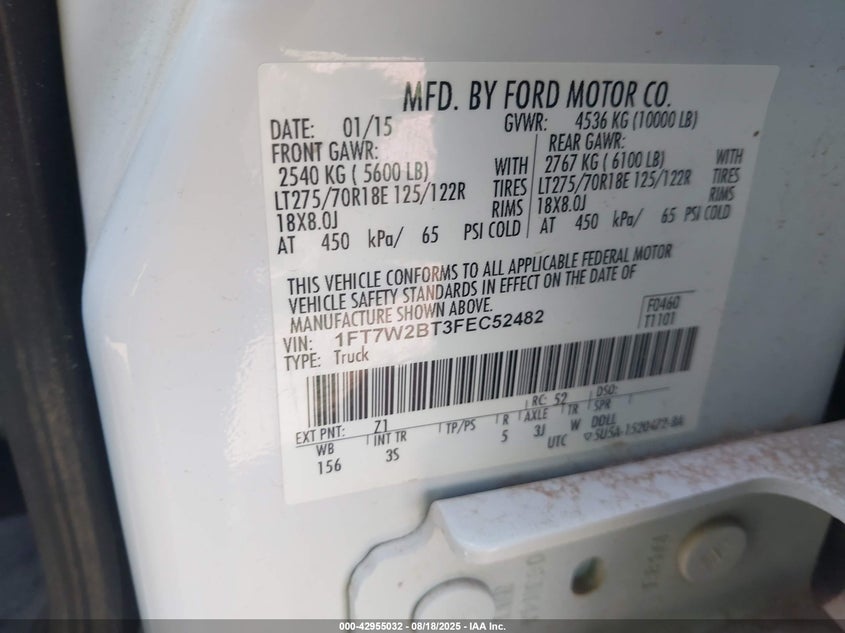 MFD. BY FORD MOTOR CO.
DATE: 01/15 GVWR: 4536 KG (10000 LB)
FRONT GAWR: REAR GAWR:
2540 KG ( 5600 LB) WITH 2767 KG ( 6100 LB) WITH
LT275/70R18E 125/122R TIRES LT275/70R18E 125/122R TIRES
18X8.0J RIMS 18X8.0J RIMS
AT 450 kPa/ 65 PSI COLD AT 450 kPa/ 65 PSI COLD
THIS VEHICLE CONFORMS TO ALL APPLICABLE FEDERAL MOTOR
VEHICLE SAFETY STANDARDS IN EFFECT ON THE DATE OF
MANUFACTURE SHOWN ABOVE.
VIN: 1FT7W2BT3FEC52482
F0460
T1101
TYPE: Truck
RC: 52 DSO:
EXT PNT: Z1
WB INT TR TP/PS R AXLE TR SPR
156 3S 5 3J W DDLL
UTC 5U5A-1520472-BA
000-42955032 - 08/18/2025 - IAA Inc.